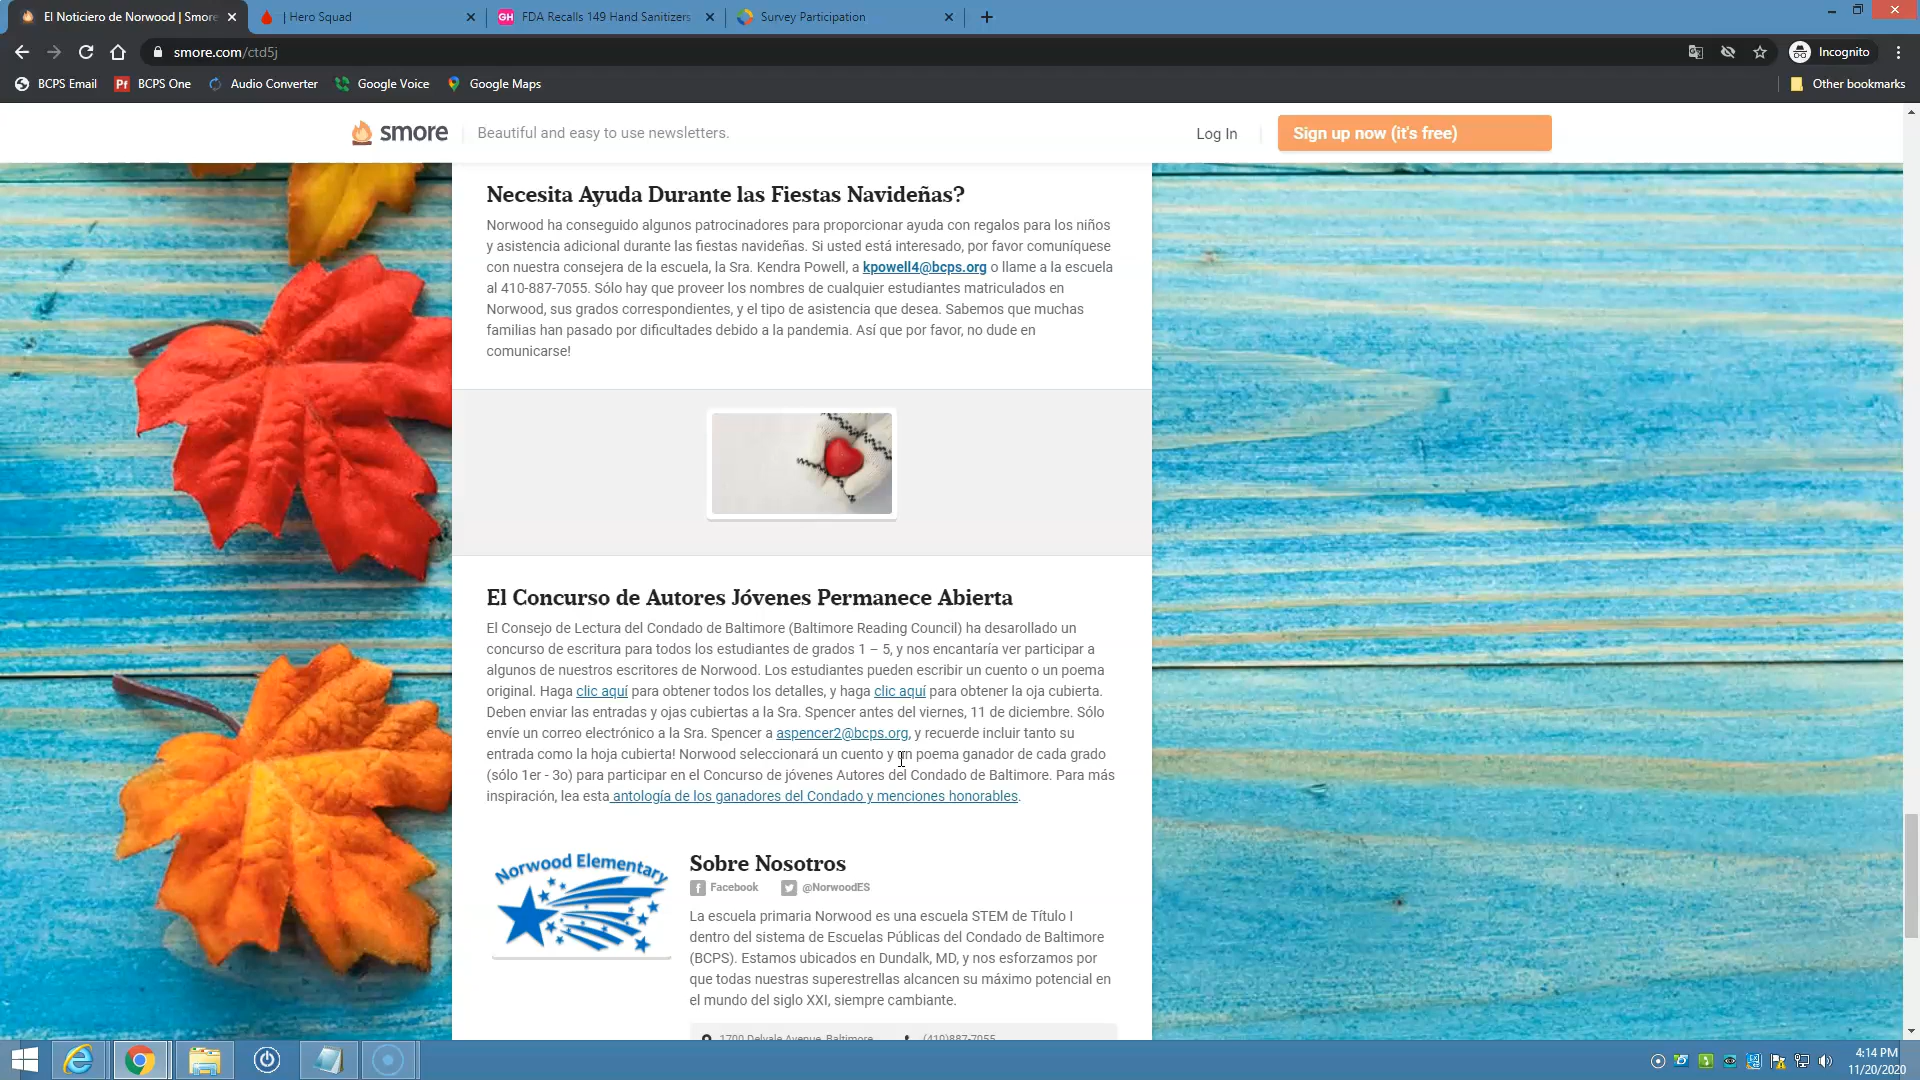 El Noticiero de Norwood | Smore
| Hero Squad
FDA Recalls 149 Hand Sanitizers
Survey Participation
smore.com/ctd5j
Incognito
BCPS Email
BCPS One
Audio Converter
Google Voice
Google Maps
Other bookmarks
smore
Beautiful and easy to use newsletters.
Log In
Sign up now (it's free)
Necesita Ayuda Durante las Fiestas Navideñas?
Norwood ha conseguido algunos patrocinadores para proporcionar ayuda con regalos para los niños
y asistencia adicional durante las fiestas navideñas. Si usted está interesado, por favor comuníquese
con nuestra consejera de la escuela, la Sra. Kendra Powell, a kpowell4@bcps.org o llame a la escuela
al 410-887-7055. Sólo hay que proveer los nombres de cualquier estudiantes matriculados en
Norwood, sus grados correspondientes, y el tipo de asistencia que desea. Sabemos que muchas
familias han pasado por dificultades debido a la pandemia. Así que por favor, no dude en
comunicarse!
El Concurso de Autores Jóvenes Permanece Abierta
El Consejo de Lectura del Condado de Baltimore (Baltimore Reading Council) ha desarollado un
concurso de escritura para todos los estudiantes de grados 1 – 5, y nos encantaría ver participar a
algunos de nuestros escritores de Norwood. Los estudiantes pueden escribir un cuento o un poema
original. Haga clic aquí para obtener todos los detalles, y haga clic aquí para obtener la oja cubierta.
Deben enviar las entradas y ojas cubiertas a la Sra. Spencer antes del viernes, 11 de diciembre. Sólo
envíe un correo electrónico a la Sra. Spencer a aspencer2@bcps.org, y recuerde incluir tanto su
entrada como la hoja cubierta! Norwood seleccionará un cuento y un poema ganador de cada grado
(sólo 1er - 3o) para participar en el Concurso de jóvenes Autores del Condado de Baltimore. Para más
inspiración, lea esta antología de los ganadores del Condado y menciones honorables.
Norwood Elementary
Sobre Nosotros
Facebook
@NorwoodES
La escuela primaria Norwood es una escuela STEM de Título I
dentro del sistema de Escuelas Públicas del Condado de Baltimore
(BCPS). Estamos ubicados en Dundalk, MD, y nos esforzamos por
que todas nuestras superestrellas alcancen su máximo potencial en
el mundo del siglo XXI, siempre cambiante.
1700 Delvale Avenue, Baltimore
(410)887-7055
4:14 PM
11/20/2020